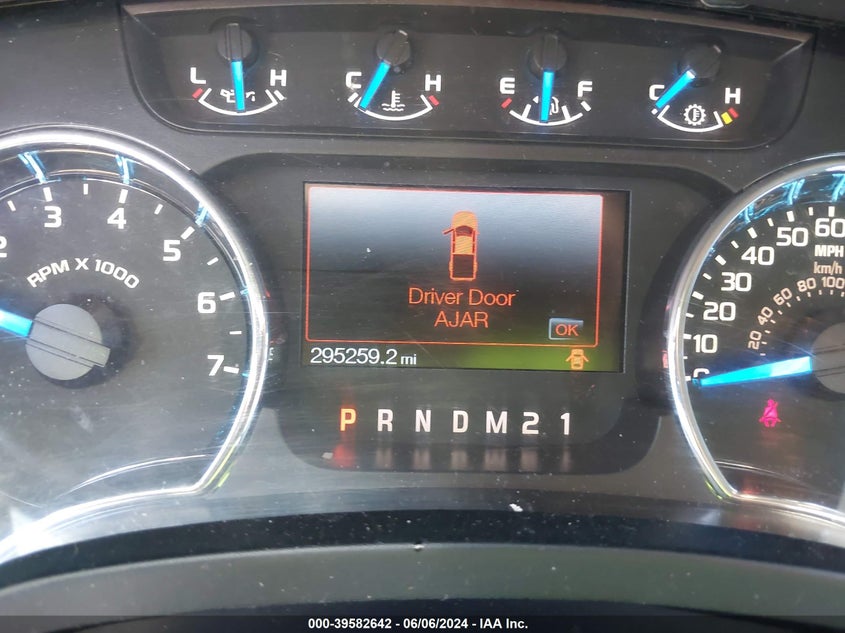 L H C H E F C H
2 3 4 5 6 7
RPM X 1000
Driver Door
AJAR
OK
295259.2 mi
P R N D M 2 1
0 10 20 30 40 50 60
MPH
km/h
20 40 60 80 100
000-39582642 - 06/06/2024 - IAA Inc.